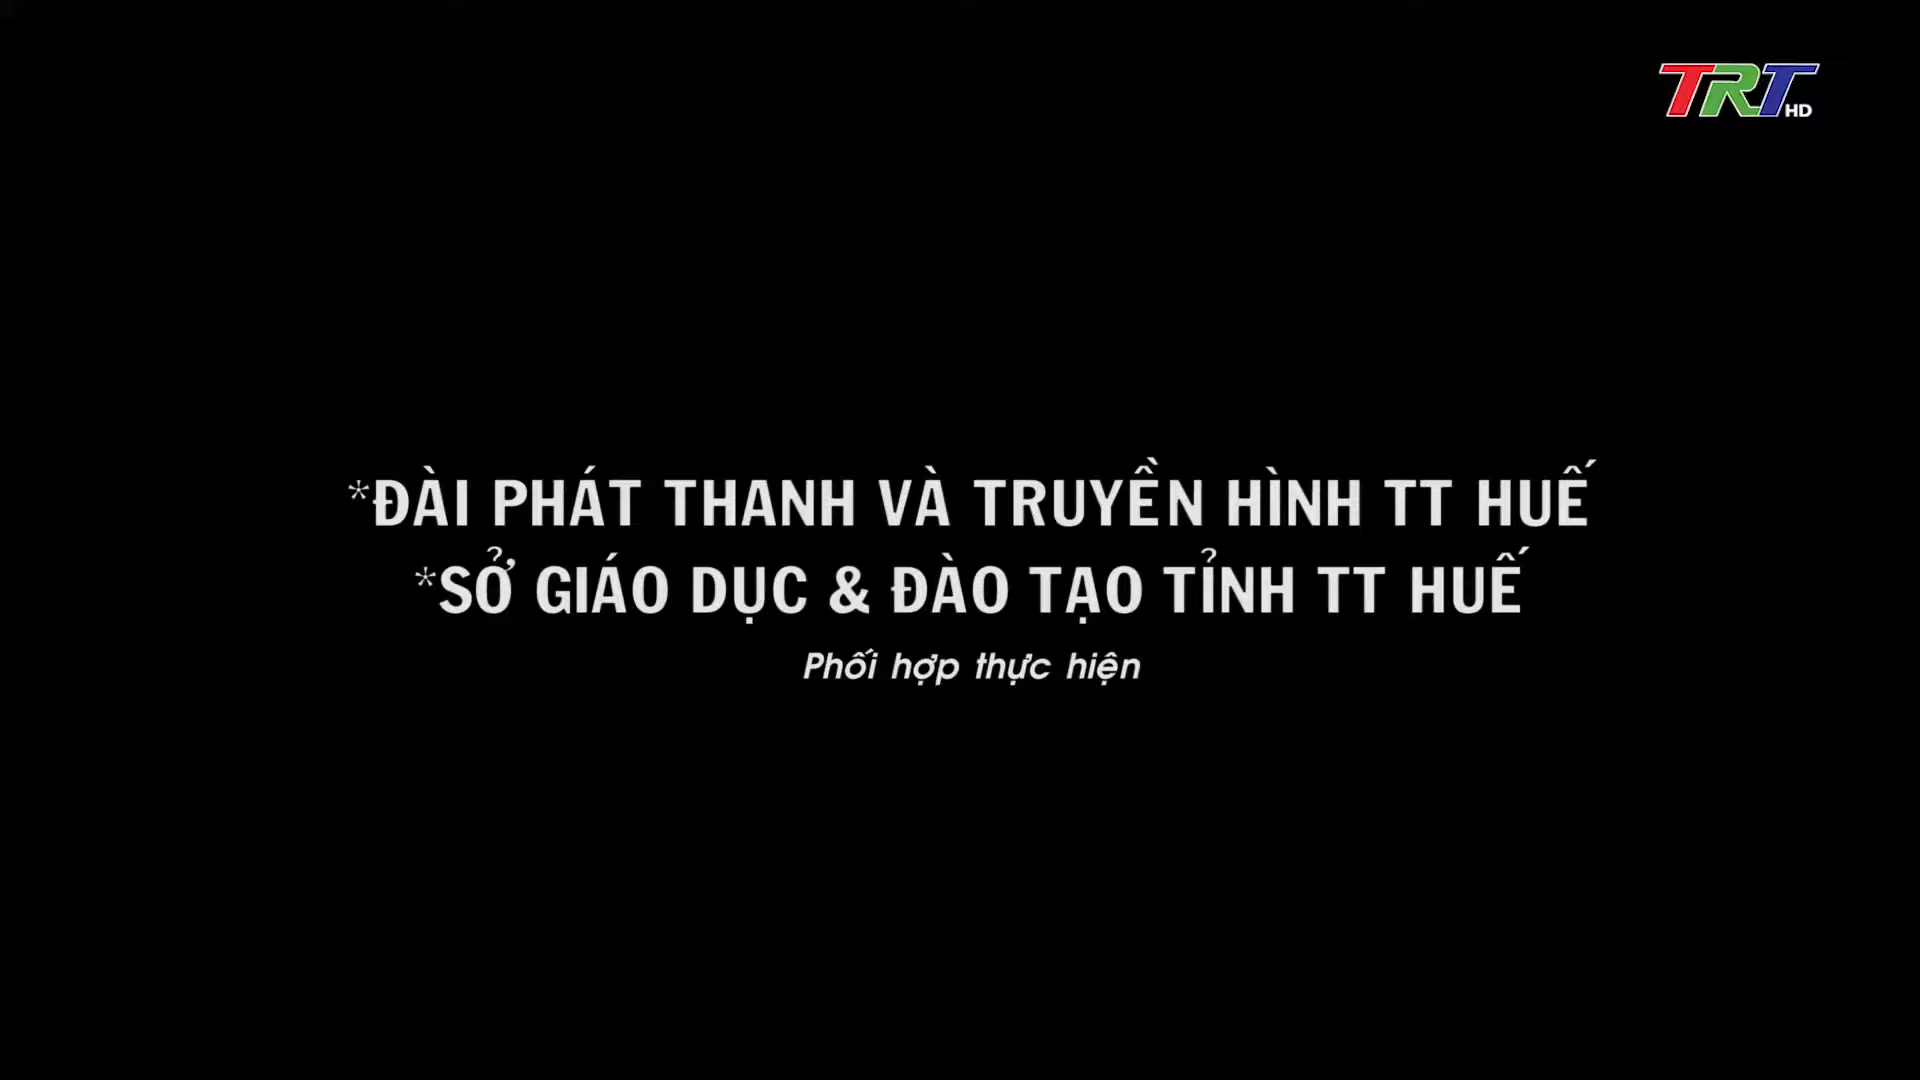 TRT HD
*ĐÀI PHÁT THANH VÀ TRUYỀN HÌNH TT HUẾ
*SỞ GIÁO DỤC & ĐÀO TẠO TỈNH TT HUẾ
Phối hợp thực hiện